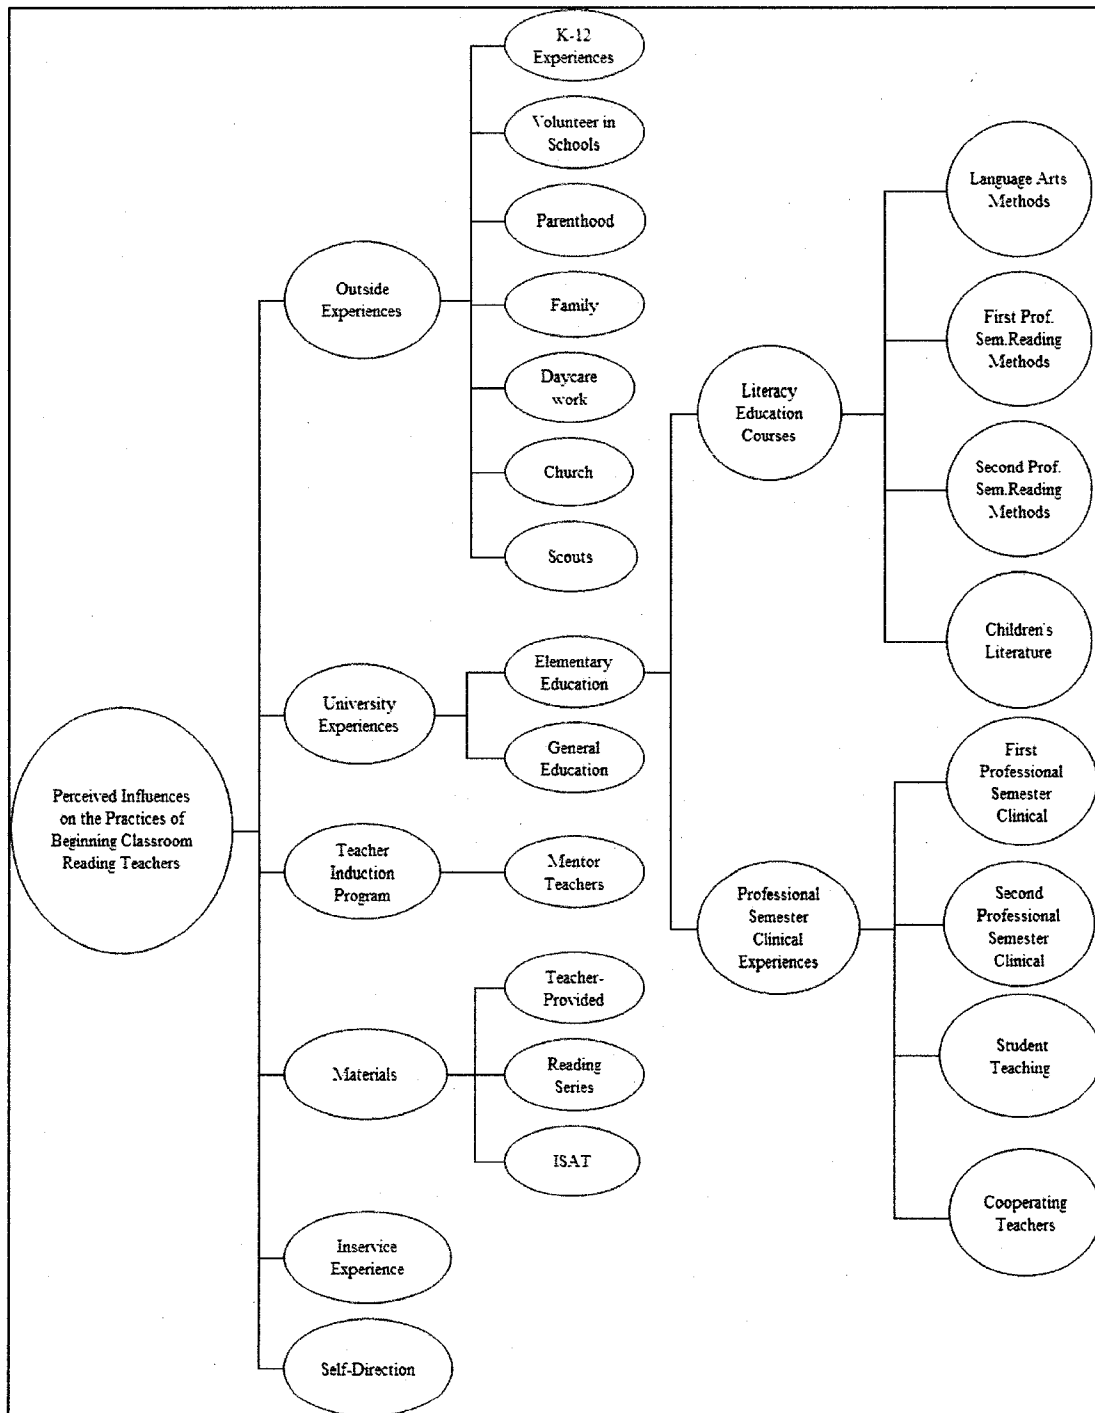 K-12
Experiences
Volunteer in
Schools
Parenthood
Family
Daycare
work
Church
Scouts
Outside
Experiences
Language Arts
Methods
First Prof.
Sem.Reading
Methods
Second Prof.
Sem.Reading
Methods
Children's
Literature
Literacy
Education
Courses
University
Experiences
Elementary
Education
General
Education
Perceived Influences
on the Practices of
Beginning Classroom
Reading Teachers
Teacher
Induction
Program
Mentor
Teachers
Professional
Semester
Clinical
Experiences
First
Professional
Semester
Clinical
Second
Professional
Semester
Clinical
Student
Teaching
Cooperating
Teachers
Materials
Teacher-
Provided
Reading
Series
ISAT
Inservice
Experience
Self-Direction